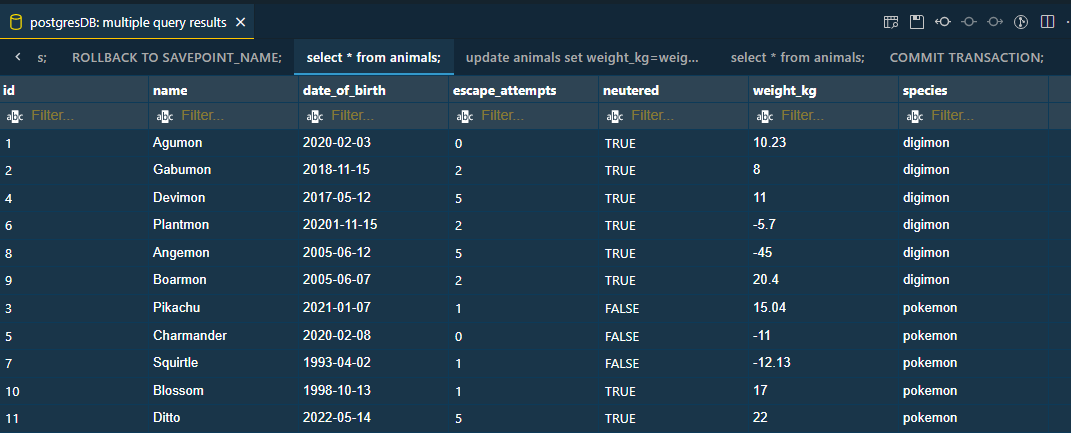 postgresDB: multiple query results
s; ROLLBACK TO SAVEPOINT_NAME; select * from animals; update animals set weight_kg=weig... select * from animals; COMMIT TRANSACTION;
id name date_of_birth escape_attempts neutered weight_kg species
abc Filter... abc Filter... abc Filter... abc Filter... abc Filter... abc Filter... abc Filter...
1 Agumon 2020-02-03 0 TRUE 10.23 digimon
2 Gabumon 2018-11-15 2 TRUE 8 digimon
4 Devimon 2017-05-12 5 TRUE 11 digimon
6 Plantmon 20201-11-15 2 TRUE -5.7 digimon
8 Angemon 2005-06-12 5 TRUE -45 digimon
9 Boarmon 2005-06-07 2 TRUE 20.4 digimon
3 Pikachu 2021-01-07 1 FALSE 15.04 pokemon
5 Charmander 2020-02-08 0 FALSE -11 pokemon
7 Squirtle 1993-04-02 1 FALSE -12.13 pokemon
10 Blossom 1998-10-13 1 TRUE 17 pokemon
11 Ditto 2022-05-14 5 TRUE 22 pokemon